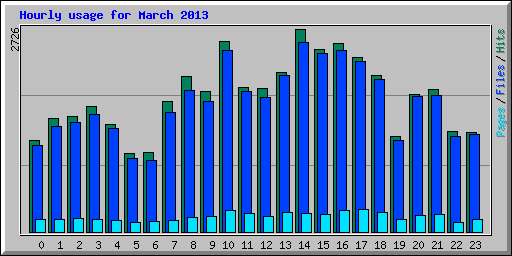 Hourly usage for March 2013
2726
Pages/Files/Hits
0 1 2 3 4 5 6 7 8 9 10 11 12 13 14 15 16 17 18 19 20 21 22 23